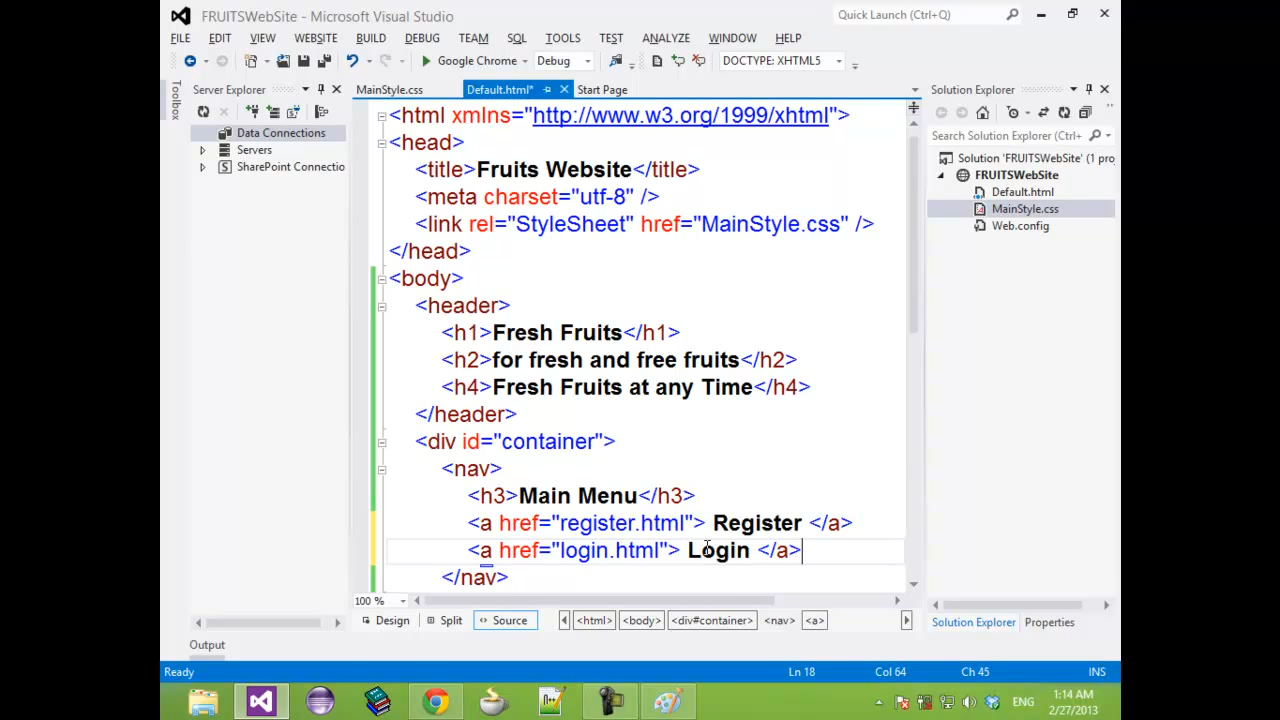 FRUITSWebSite - Microsoft Visual Studio
Quick Launch (Ctrl+Q)
FILE EDIT VIEW WEBSITE BUILD DEBUG TEAM SQL TOOLS TEST ANALYZE WINDOW HELP
Google Chrome Debug DOCTYPE: XHTML5
Toolbox
Server Explorer
Data Connections
Servers
SharePoint Connectio
MainStyle.css Default.html* Start Page
<html xmlns="http://www.w3.org/1999/xhtml">
<head>
<title>Fruits Website</title>
<meta charset="utf-8" />
<link rel="StyleSheet" href="MainStyle.css" />
</head>
<body>
<header>
<h1>Fresh Fruits</h1>
<h2>for fresh and free fruits</h2>
<h4>Fresh Fruits at any Time</h4>
</header>
<div id="container">
<nav>
<h3>Main Menu</h3>
<a href="register.html"> Register </a>
<a href="login.html"> Login </a>
</nav>
100 %
Design Split Source <html> <body> <div#container> <nav> <a>
Solution Explorer
Search Solution Explorer (Ctrl+
Solution 'FRUITSWebSite' (1 proj
FRUITSWebSite
Default.html
MainStyle.css
Web.config
Solution Explorer Properties
Output
Ready Ln 18 Col 64 Ch 45 INS
ENG
1:14 AM
2/27/2013